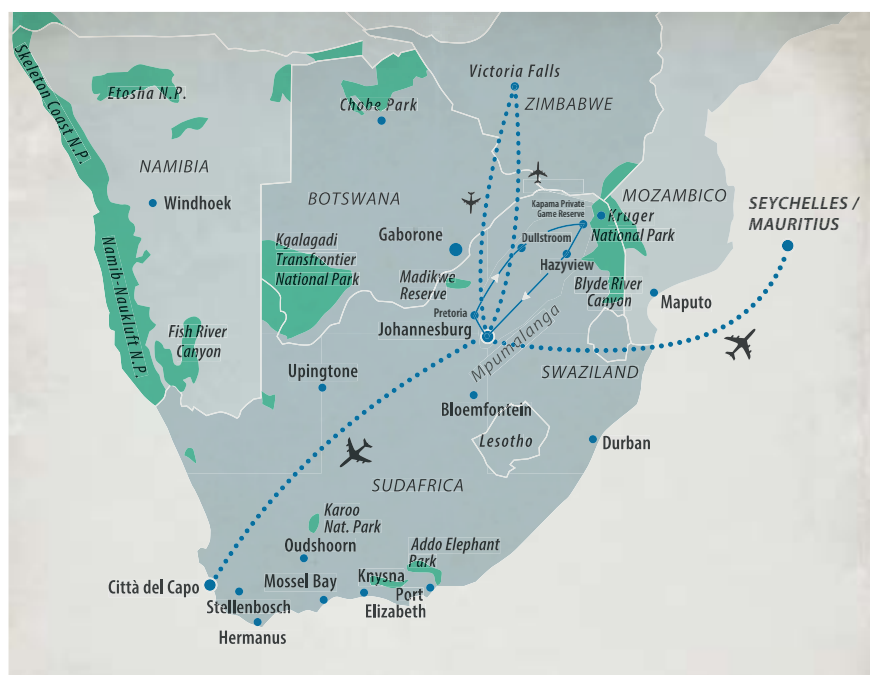 Skeleton Coast N.P.
Etosha N.P.
NAMIBIA
Windhoek
Namib-Naukluft N.P.
Fish River
Canyon
Chobe Park
BOTSWANA
Kgalagadi
Transfrontier
National Park
Gaborone
Madikwe
Reserve
Victoria Falls
ZIMBABWE
MOZAMBICO
Kapama Private
Game Reserve
Kruger
National Park
Dullstroom
Hazyview
Blyde River
Canyon
Maputo
SEYCHELLES /
MAURITIUS
Pretoria
Johannesburg
Mpumalanga
SWAZILAND
Upingtone
Bloemfontein
Lesotho
Durban
SUDAFRICA
Karoo
Nat. Park
Oudshoorn
Addo Elephant
Park
Città del Capo
Stellenbosch
Hermanus
Mossel Bay
Knysna
Port
Elizabeth